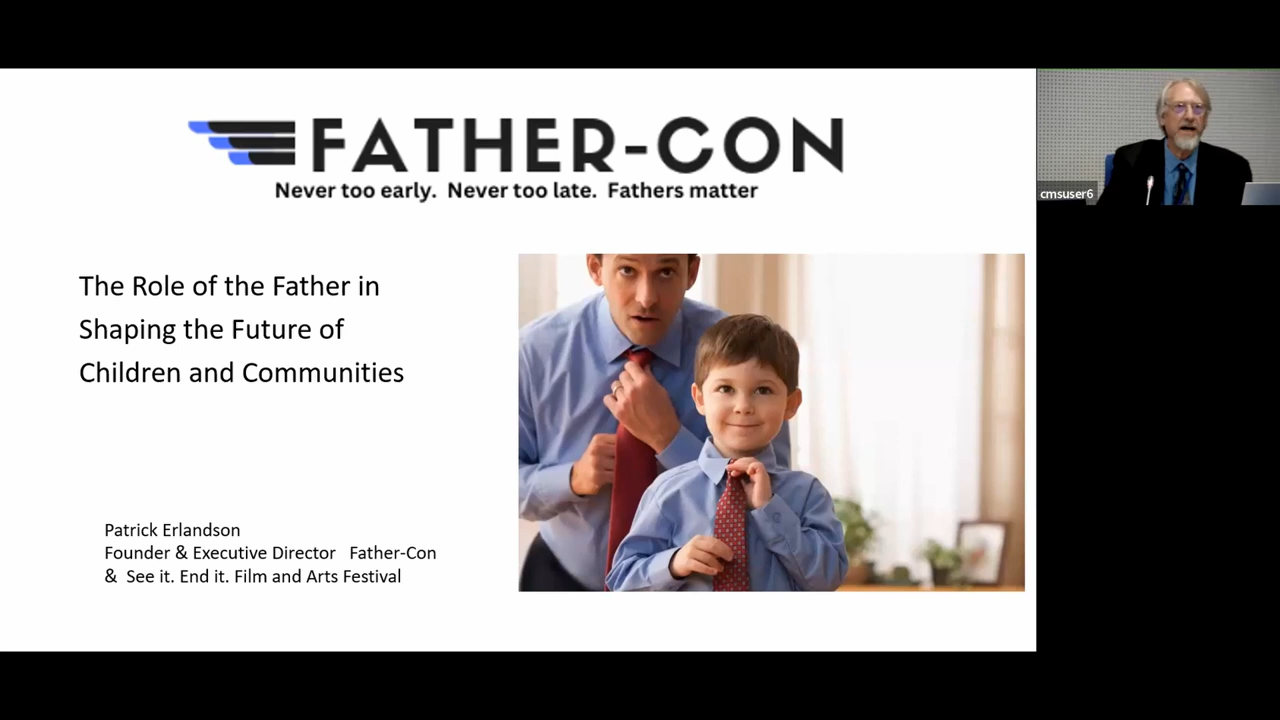 FATHER-CON
Never too early. Never too late. Fathers matter
The Role of the Father in
Shaping the Future of
Children and Communities
Patrick Erlandson
Founder & Executive Director Father-Con
& See it. End it. Film and Arts Festival
cmsuser6